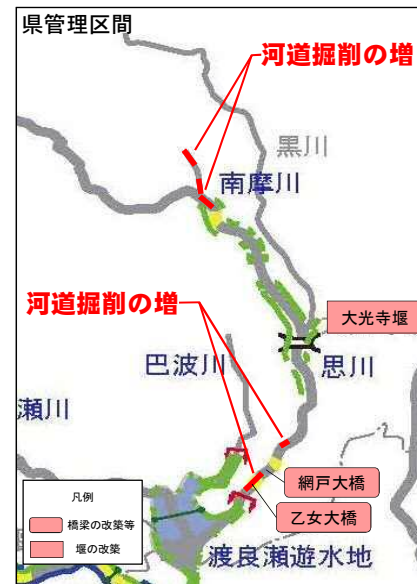 県管理区間
河道掘削の増
黒川
南摩川
河道掘削の増
大光寺堰
巴波川
思川
瀬川
網戸大橋
凡例
乙女大橋
橋梁の改築等
堰の改築
渡良瀬遊水地